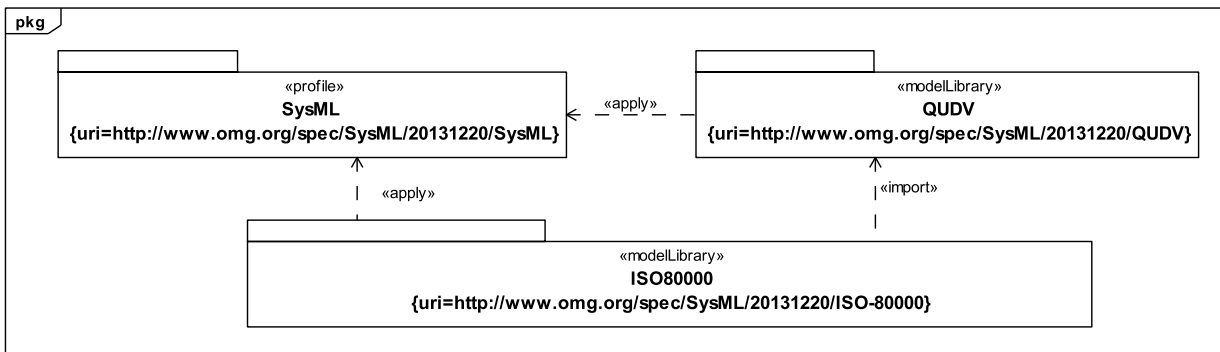 pkg
«profile»
SysML
{uri=http://www.omg.org/spec/SysML/20131220/SysML}
«apply»
«modelLibrary»
QUDV
{uri=http://www.omg.org/spec/SysML/20131220/QUDV}
«apply»
«import»
«modelLibrary»
ISO80000
{uri=http://www.omg.org/spec/SysML/20131220/ISO-80000}